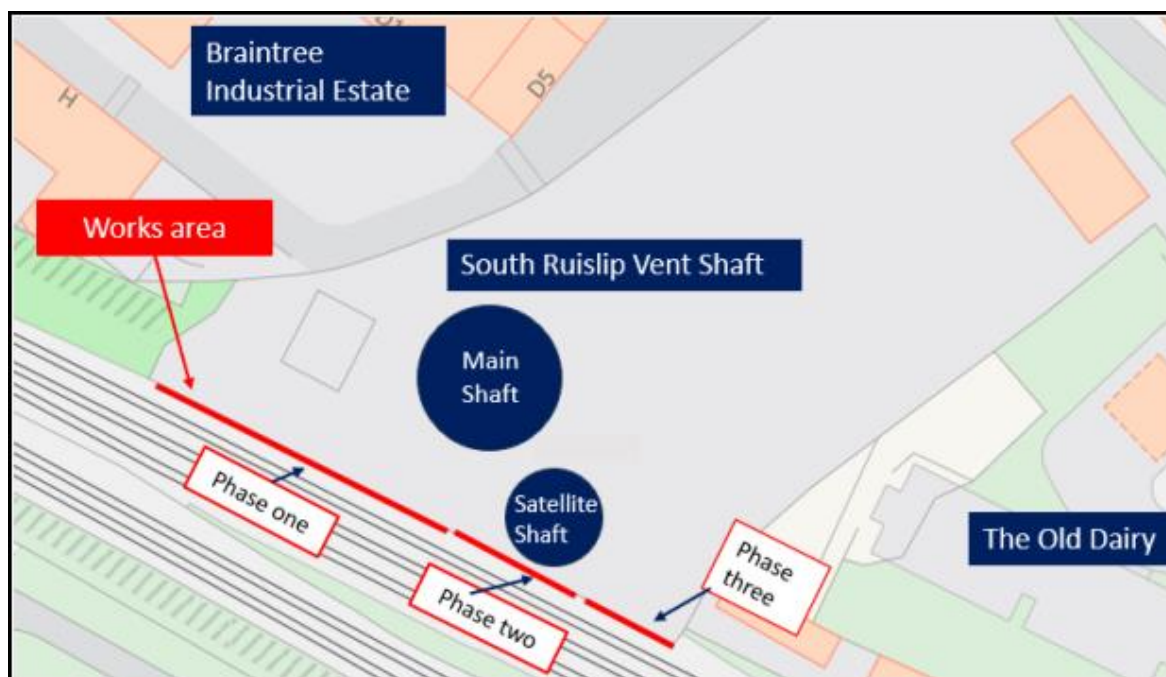 Braintree
Industrial Estate
D5
H
Works area
South Ruislip Vent Shaft
Main
Shaft
Phase one
Satellite
Shaft
Phase two
Phase
three
The Old Dairy